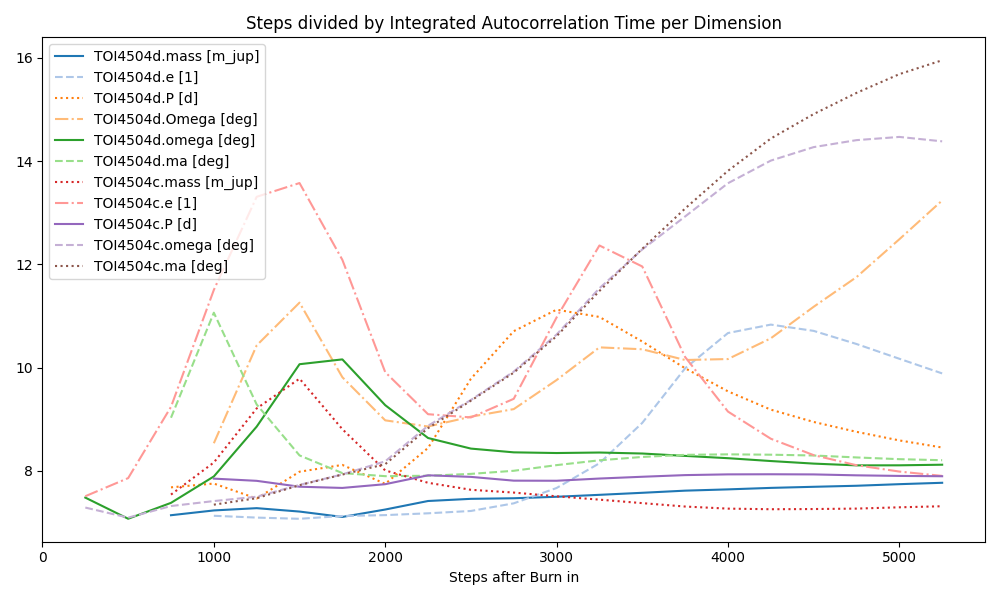 Steps divided by Integrated Autocorrelation Time per Dimension
TOI4504d.mass [m_jup]
TOI4504d.e [1]
TOI4504d.P [d]
TOI4504d.Omega [deg]
TOI4504d.omega [deg]
TOI4504d.ma [deg]
TOI4504c.mass [m_jup]
TOI4504c.e [1]
TOI4504c.P [d]
TOI4504c.omega [deg]
TOI4504c.ma [deg]
16
14
12
10
8
0 1000 2000 3000 4000 5000
Steps after Burn in